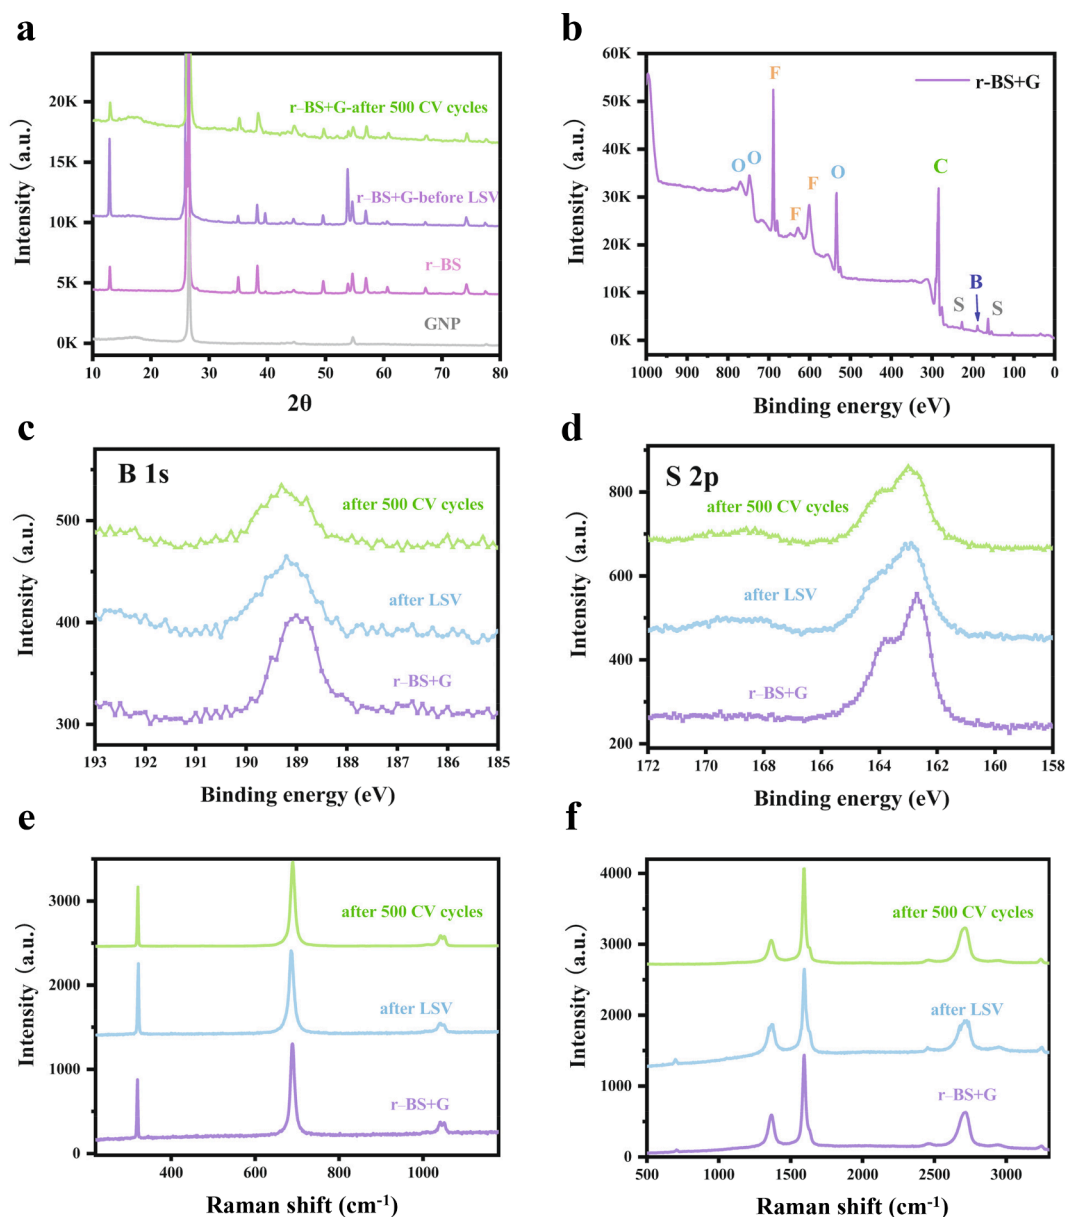 a
r–BS+G-after 500 CV cycles
r–BS+G-before LSV
r–BS
GNP
20K
15K
10K
5K
0K
10 20 30 40 50 60 70 80
2θ
Intensity (a.u.)
b
r-BS+G
F
O O
F F
O
C
S B S
60K
50K
40K
30K
20K
10K
0K
1000 900 800 700 600 500 400 300 200 100 0
Binding energy (eV)
Intensity (a.u.)
c
B 1s
after 500 CV cycles
after LSV
r–BS+G
500
400
300
193 192 191 190 189 188 187 186 185
Binding energy (eV)
Intensity (a.u.)
d
S 2p
after 500 CV cycles
after LSV
r–BS+G
800
600
400
200
172 170 168 166 164 162 160 158
Binding energy (eV)
Intensity (a.u.)
e
after 500 CV cycles
after LSV
r–BS+G
3000
2000
1000
0
400 600 800 1000
Raman shift (cm⁻¹)
Intensity (a.u.)
f
after 500 CV cycles
after LSV
r–BS+G
4000
3000
2000
1000
0
500 1000 1500 2000 2500 3000
Raman shift (cm⁻¹)
Intensity (a.u.)